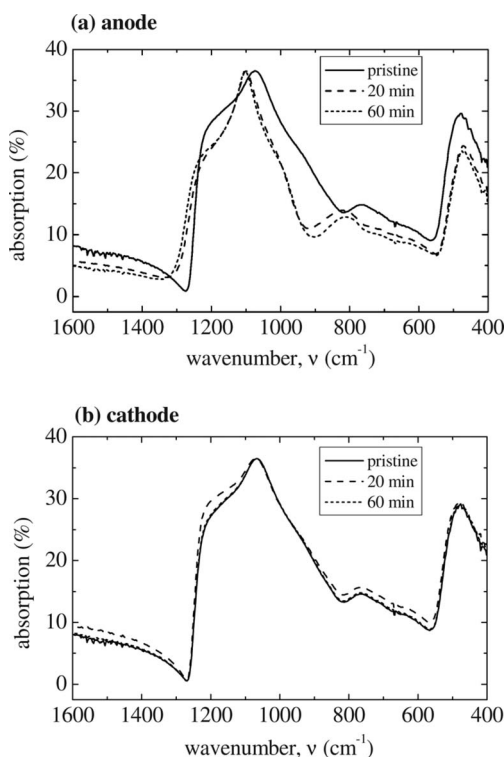 (a) anode
40
30
20
10
0
absorption (%)
pristine
20 min
60 min
1600 1400 1200 1000 800 600 400
wavenumber, ν (cm⁻¹)
(b) cathode
40
30
20
10
0
absorption (%)
pristine
20 min
60 min
1600 1400 1200 1000 800 600 400
wavenumber, ν (cm⁻¹)